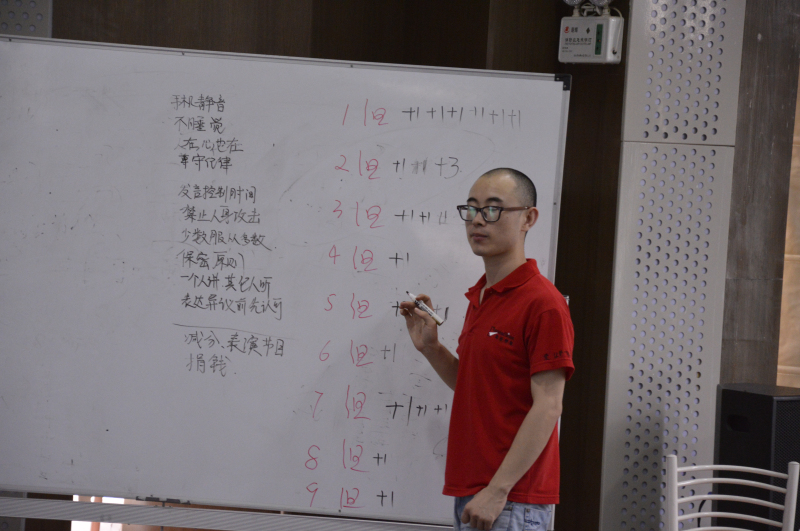 手机静音
不睡觉
人在心也在
事守纪律
发言控制时间
禁止人身攻击
少数服从多数
保密原则
一个人讲其他人听
表达异议前先认可
减分、表演节目
捐钱
1 组 +1 +1 +1 +1 +1 +1
2 组 +1 +3
3 组 +1 +1
4 组 +1
5 组
6 组 +1
7 组 +1 +1 +1
8 组 +1
9 组 +1